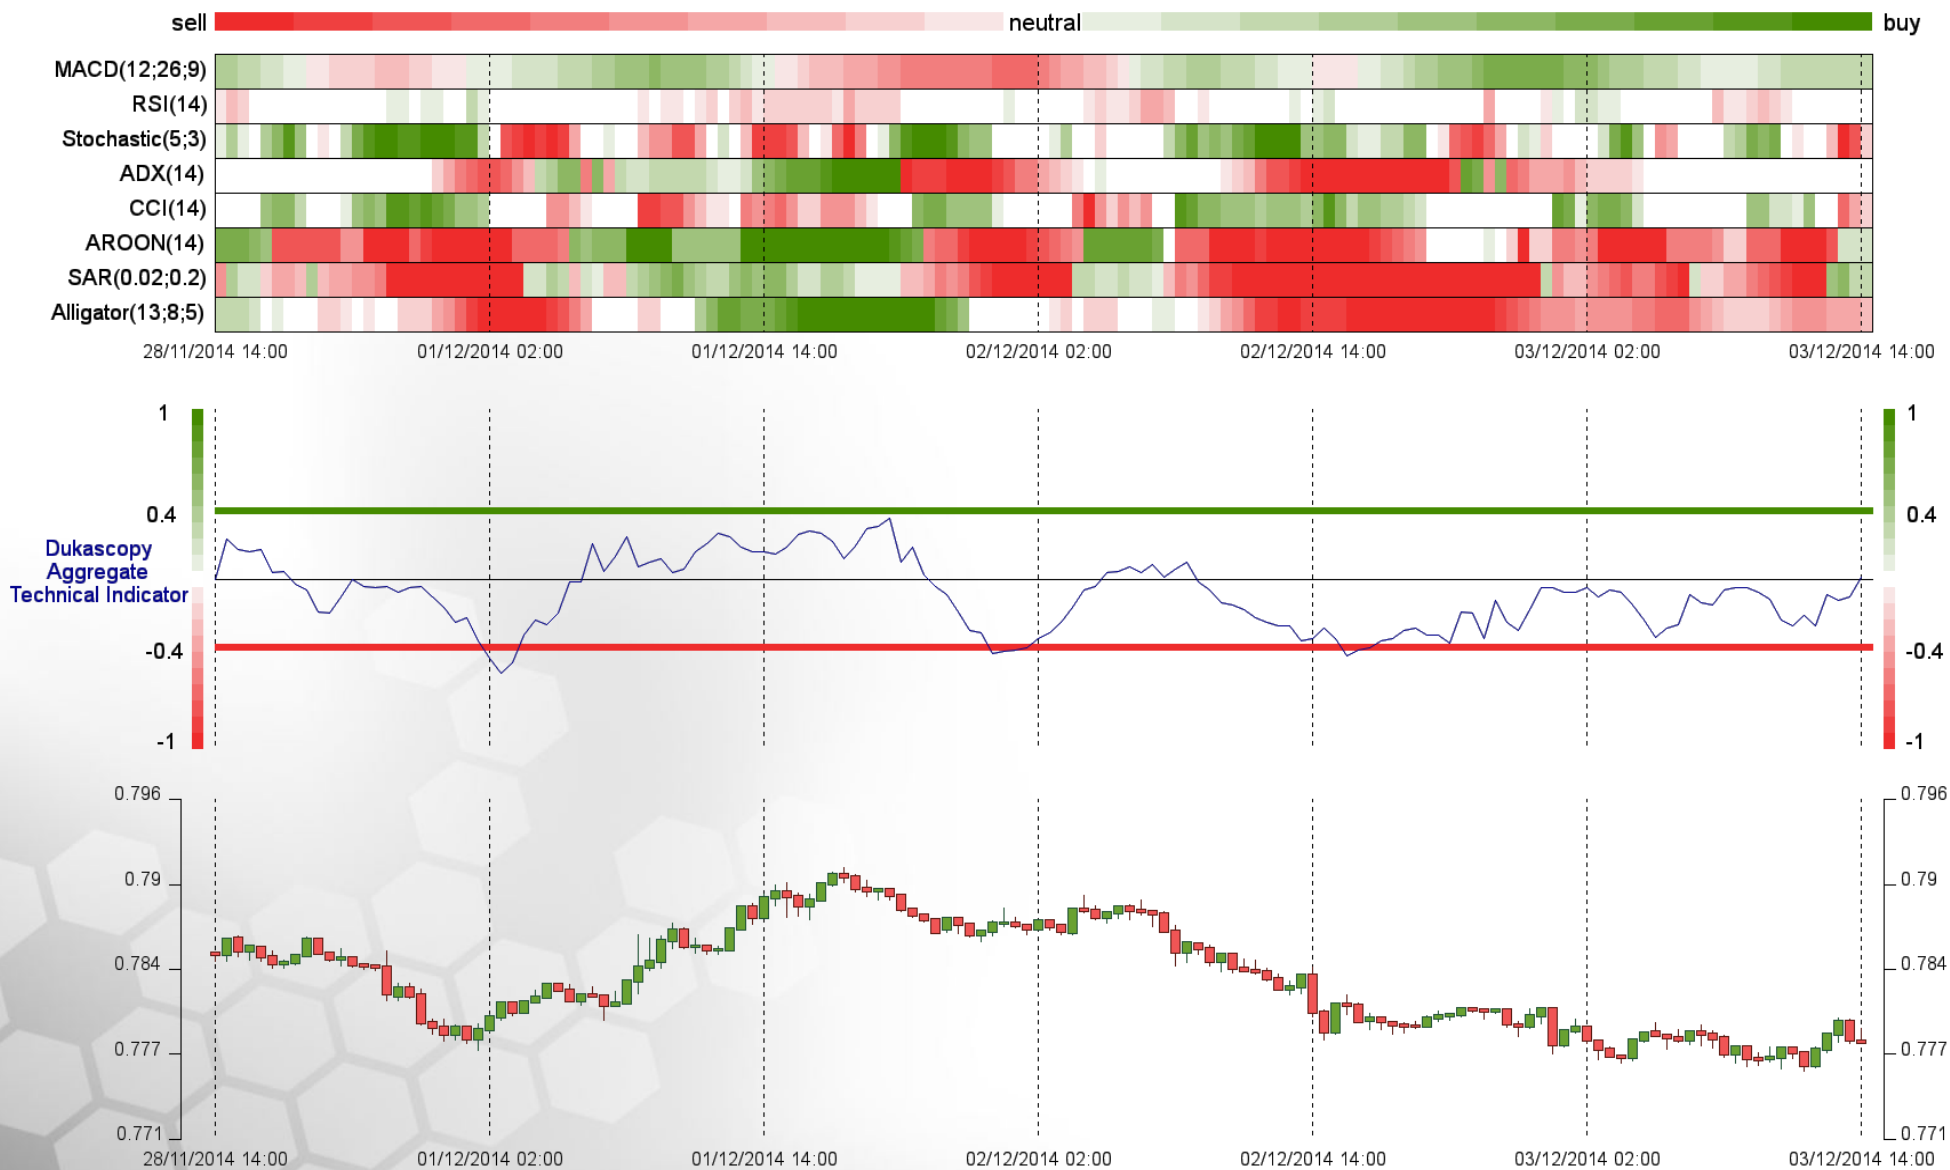 sell neutral buy
MACD(12;26;9)
RSI(14)
Stochastic(5;3)
ADX(14)
CCI(14)
AROON(14)
SAR(0.02;0.2)
Alligator(13;8;5)
28/11/2014 14:00 01/12/2014 02:00 01/12/2014 14:00 02/12/2014 02:00 02/12/2014 14:00 03/12/2014 02:00 03/12/2014 14:00
1 1
0.4 0.4
Dukascopy
Aggregate
Technical Indicator
-0.4 -0.4
-1 -1
0.796 0.796
0.79 0.79
0.784 0.784
0.777 0.777
0.771 0.771
28/11/2014 14:00 01/12/2014 02:00 01/12/2014 14:00 02/12/2014 02:00 02/12/2014 14:00 03/12/2014 02:00 03/12/2014 14:00